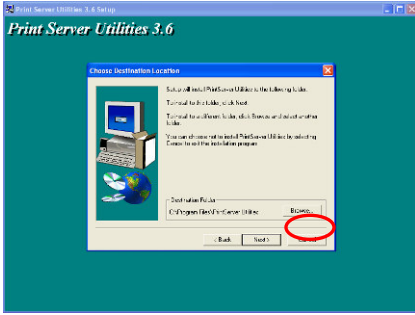 Print Server Utilities 3.6 Setup
Print Server Utilities 3.6
Choose Destination Location
Setup will install PrintServer Utilities in the following folder.
To install to this folder, click Next.
To install to a different folder, click Browse and select another
folder.
You can choose not to install PrintServer Utilities by selecting
Cancel to exit the installation program.
Destination Folder
C:\Program Files\PrintServer Utilities
Browse...
< Back
Next >
Cancel